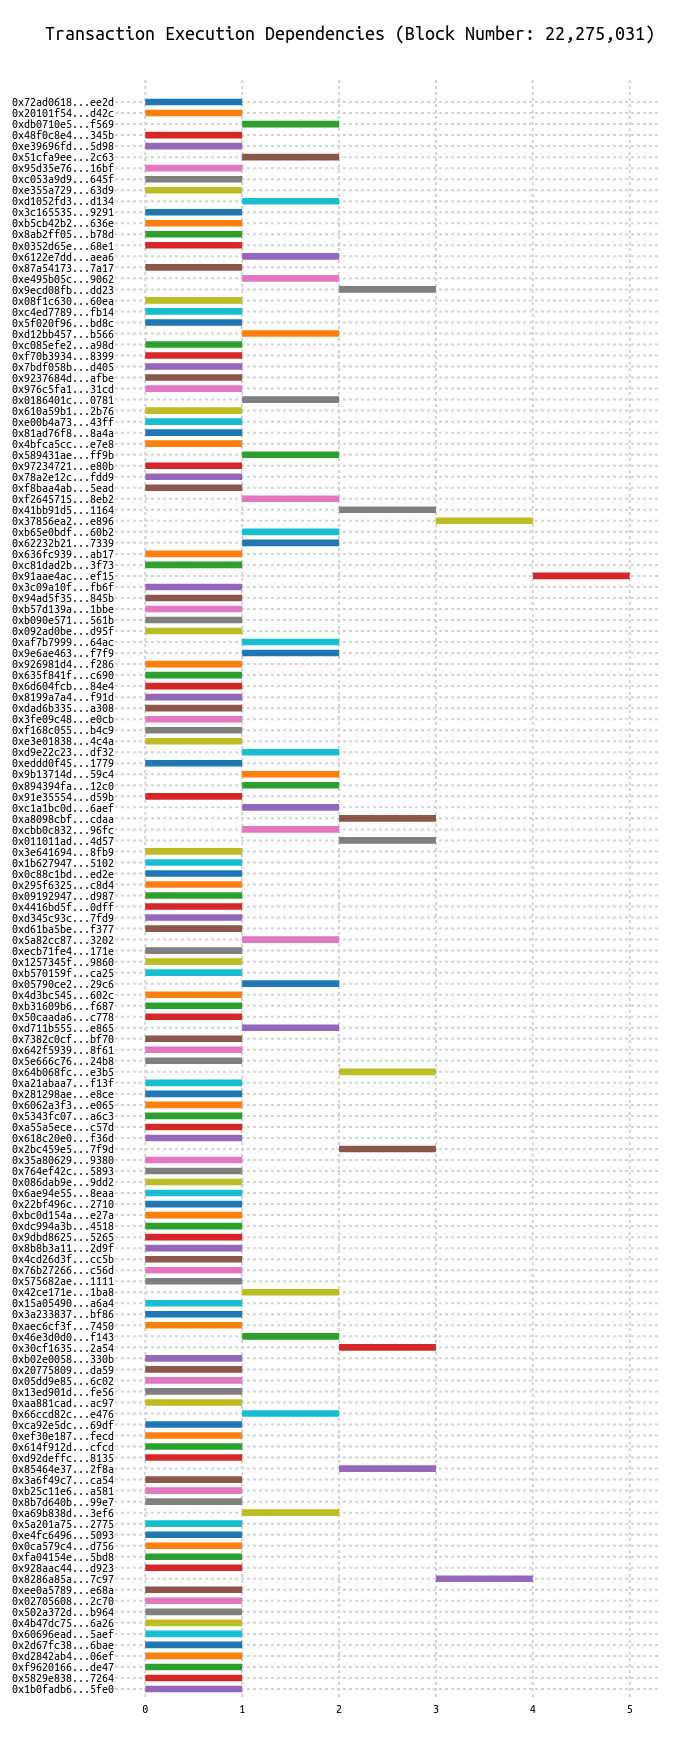 Transaction Execution Dependencies (Block Number: 22,275,031)
0x72ad0618...ee2d
0x20101f54...d42c
0xdb0710e5...f569
0x48f0c8e4...345b
0xe39696fd...5d98
0x51cfa9ee...2c63
0x95d35e76...16bf
0xc053a9d9...645f
0xe355a729...63d9
0xd1052fd3...d134
0x3c165535...9291
0xb5cb42b2...636e
0x8ab2ff05...b78d
0x0352d65e...68e1
0x6122e7dd...aea6
0x87a54173...7a17
0xe495b05c...9062
0x9ecd08fb...dd23
0x08f1c630...60ea
0xc4ed7789...fb14
0x5f020f96...bd8c
0xd12bb457...b566
0xc085efe2...a98d
0xf70b3934...8399
0x7bdf058b...d405
0x9237684d...afbe
0x976c5fa1...31cd
0x0186401c...0781
0x610a59b1...2b76
0xe00b4a73...43ff
0x81ad76f8...8a4a
0x4bfca5cc...e7e8
0x589431ae...ff9b
0x97234721...e80b
0x78a2e12c...fdd9
0xf8baa4ab...5ead
0xf2645715...8eb2
0x41bb91d5...1164
0x37856ea2...e896
0xb65e0bdf...60b2
0x62232b21...7339
0x636fc939...ab17
0xc81dad2b...3f73
0x91aae4ac...ef15
0x3c09a10f...fb6f
0x94ad5f35...845b
0xb57d139a...1bbe
0xb090e571...561b
0x092ad0be...d95f
0xaf7b7999...64ac
0x9e6ae463...f7f9
0x926981d4...f286
0x635f841f...c690
0x6d604fcb...84e4
0x8199a7a4...f91d
0xdad6b335...a308
0x3fe09c48...e0cb
0xf168c055...b4c9
0xe3e01838...4c4a
0xd9e22c23...df32
0xeddd0f45...1779
0x9b13714d...59c4
0x894394fa...12c0
0x91e35554...d59b
0xc1a1bc0d...6aef
0xa8098cbf...cdaa
0xcbb0c832...96fc
0x011011ad...4d57
0x3e641694...8fb9
0x1b627947...5102
0x0c88c1bd...ed2e
0x295f6325...c8d4
0x09192947...d987
0x4416bd5f...0dff
0xd345c93c...7fd9
0xd61ba5be...f377
0x5a82cc87...3202
0xecb71fe4...171e
0x1257345f...9860
0xb570159f...ca25
0x05790ce2...29c6
0x4d3bc545...602c
0xb31609b6...f687
0x50caada6...c778
0xd711b555...e865
0x7382c0cf...bf70
0x642f5939...8f61
0x5e666c76...24b8
0x64b068fc...e3b5
0xa21abaa7...f13f
0x281298ae...e8ce
0x6062a3f3...e065
0x5343fc07...a6c3
0xa55a5ece...c57d
0x618c20e0...f36d
0x2bc459e5...7f9d
0x35a80629...9380
0x764ef42c...5893
0x086dab9e...9dd2
0x6ae94e55...8eaa
0x22bf496c...2710
0xbc0d154a...e27a
0xdc994a3b...4518
0x9dbd8625...5265
0x8b8b3a11...2d9f
0x4cd26d3f...cc5b
0x76b27266...c56d
0x575682ae...1111
0x42ce171e...1ba8
0x15a05490...a6a4
0x3a233837...bf86
0xaec6cf3f...7450
0x46e3d0d0...f143
0x30cf1635...2a54
0xb02e0058...330b
0x20775809...da59
0x05dd9e85...6c02
0x13ed901d...fe56
0xaa881cad...ac97
0x66ccd82c...e476
0xca92e5dc...69df
0xef30e187...fecd
0x614f912d...cfcd
0xd92deffc...8135
0x85464e37...2f8a
0x3a6f49c7...ca54
0xb25c11e6...a581
0x8b7d640b...99e7
0xa69b838d...3ef6
0x5a201a75...2775
0xe4fc6496...5093
0x0ca579c4...d756
0xfa04154e...5bd8
0x928aac44...d923
0x8286a85a...7c97
0xee0a5789...e68a
0x02705608...2c70
0x502a372d...b964
0x4b47dc75...6a26
0x60696ead...5aef
0x2d67fc38...6bae
0xd2842ab4...06ef
0xf9620166...de47
0x5829e838...7264
0x1b0fadb6...5fe0
0 1 2 3 4 5